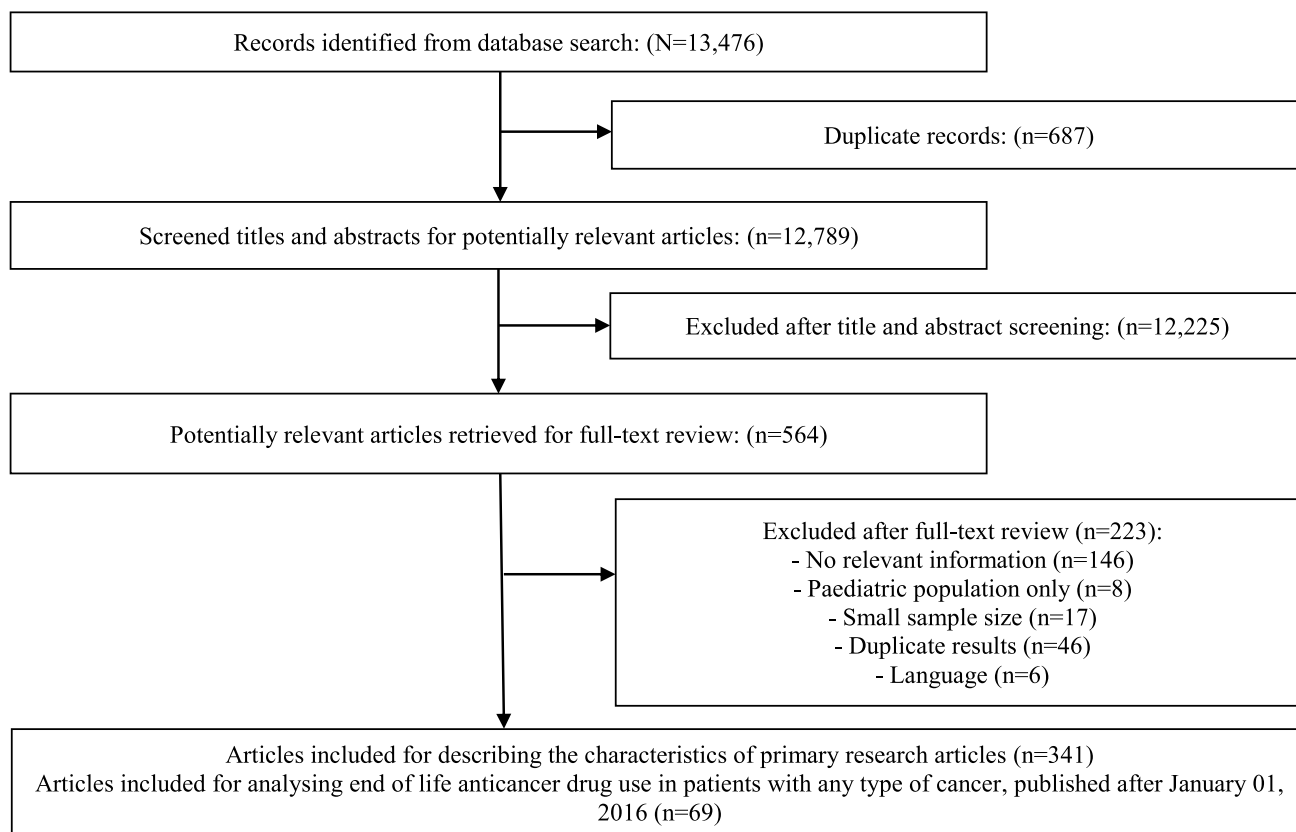 Records identified from database search: (N=13,476)
Duplicate records: (n=687)
Screened titles and abstracts for potentially relevant articles: (n=12,789)
Excluded after title and abstract screening: (n=12,225)
Potentially relevant articles retrieved for full-text review: (n=564)
Excluded after full-text review (n=223):
- No relevant information (n=146)
- Paediatric population only (n=8)
- Small sample size (n=17)
- Duplicate results (n=46)
- Language (n=6)
Articles included for describing the characteristics of primary research articles (n=341)
Articles included for analysing end of life anticancer drug use in patients with any type of cancer, published after January 01,
2016 (n=69)